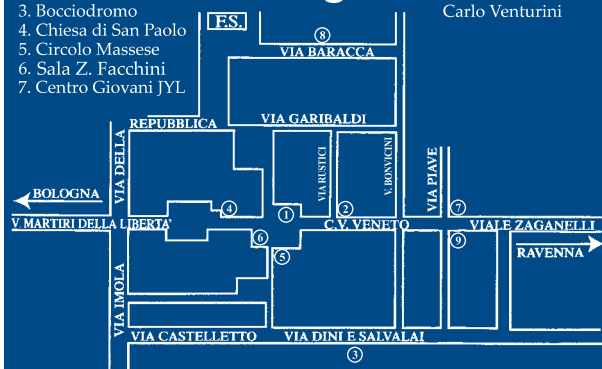 3. Bocciodromo
4. Chiesa di San Paolo
5. Circolo Massese
6. Sala Z. Facchini
7. Centro Giovani JYL
Carlo Venturini
F.S.
8
VIA BARACCA
VIA GARIBALDI
REPUBBLICA
VIA DELLA
VIA RUSTICI
V. BONVICINI
VIA PIAVE
BOLOGNA
4
1
2
7
V. MARTIRI DELLA LIBERTA'
C.V. VENETO
VIALE ZAGANELLI
6
5
9
RAVENNA
VIA IMOLA
VIA CASTELLETTO
VIA DINI E SALVALAI
3